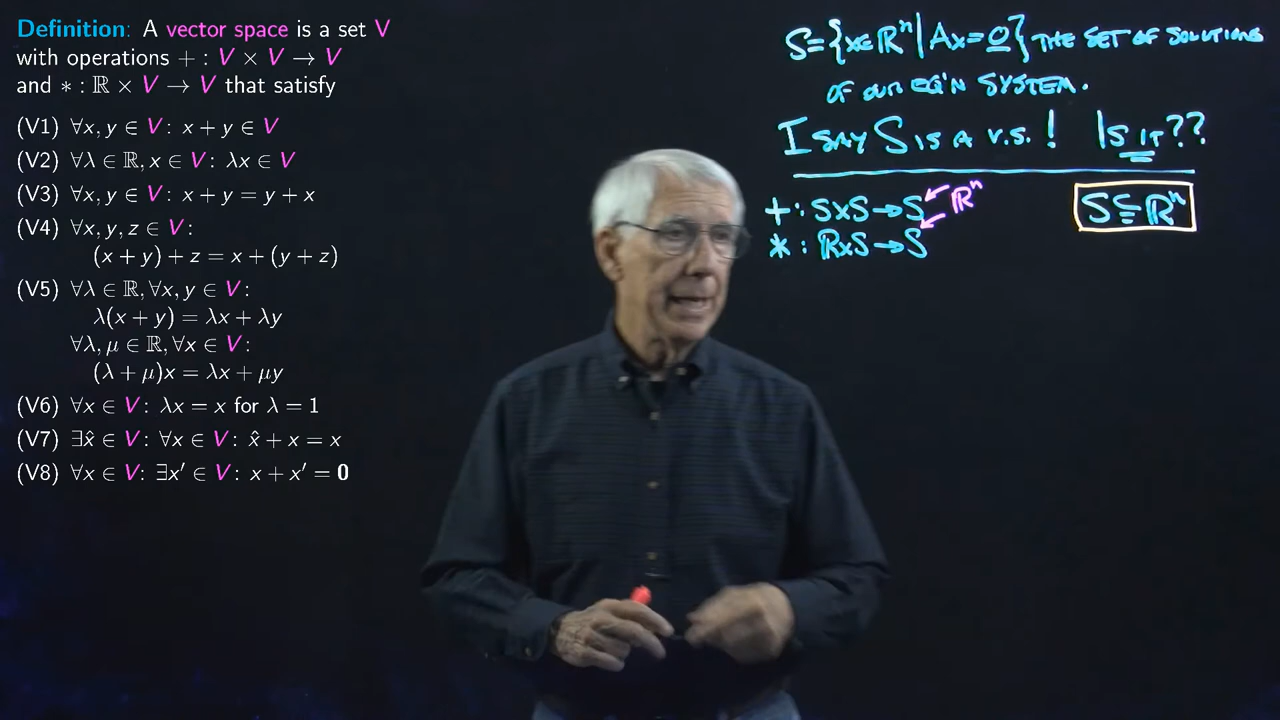 Definition: A vector space is a set V
with operations + : V × V → V
and ∗ : ℝ × V → V that satisfy
(V1) ∀x, y ∈ V: x + y ∈ V
(V2) ∀λ ∈ ℝ, x ∈ V: λx ∈ V
(V3) ∀x, y ∈ V: x + y = y + x
(V4) ∀x, y, z ∈ V:
(x + y) + z = x + (y + z)
(V5) ∀λ ∈ ℝ, ∀x, y ∈ V:
λ(x + y) = λx + λy
∀λ, μ ∈ ℝ, ∀x ∈ V:
(λ + μ)x = λx + μy
(V6) ∀x ∈ V: λx = x for λ = 1
(V7) ∃x̂ ∈ V: ∀x ∈ V: x̂ + x = x
(V8) ∀x ∈ V: ∃x′ ∈ V: x + x′ = 0
S = {x∈ℝⁿ | Ax = 0} THE SET OF SOLUTIONS
OF OUR EQ'N SYSTEM.
I SAY S IS A V.S.! IS IT??
+ : S×S → S ← ℝⁿ
* : ℝ×S → S ←
S ⊆ ℝⁿ